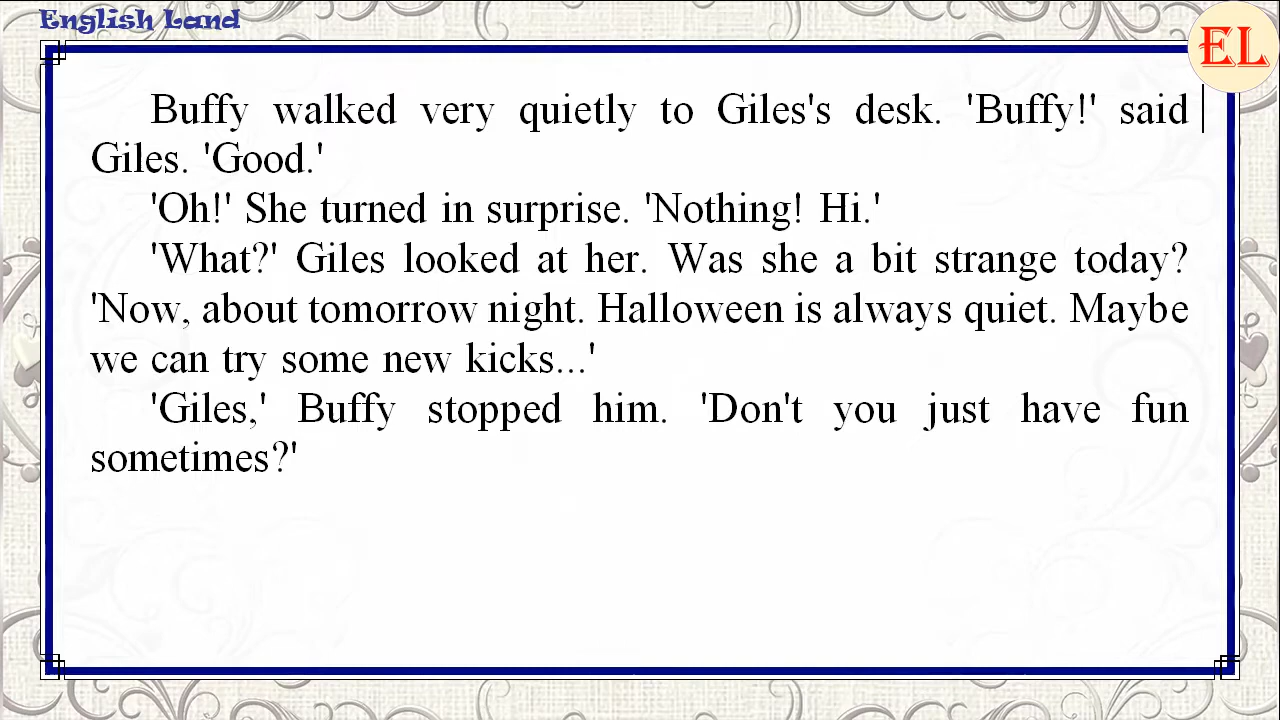 English Land
EL
Buffy walked very quietly to Giles's desk. 'Buffy!' said
Giles. 'Good.'
'Oh!' She turned in surprise. 'Nothing! Hi.'
'What?' Giles looked at her. Was she a bit strange today?
'Now, about tomorrow night. Halloween is always quiet. Maybe
we can try some new kicks...'
'Giles,' Buffy stopped him. 'Don't you just have fun
sometimes?'